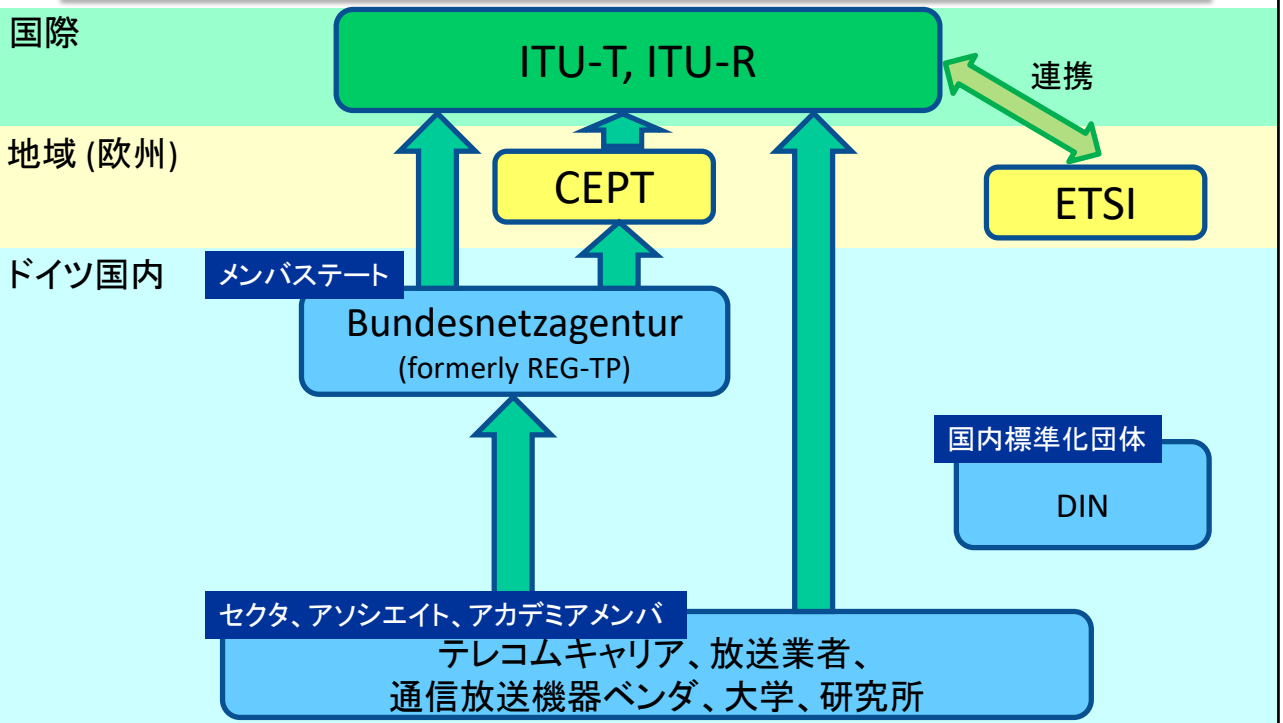 国際
ITU-T, ITU-R
連携
地域 (欧州)
CEPT
ETSI
ドイツ国内
メンバステート
Bundesnetzagentur
(formerly REG-TP)
国内標準化団体
DIN
セクタ、アソシエイト、アカデミアメンバ
テレコムキャリア、放送業者、
通信放送機器ベンダ、大学、研究所